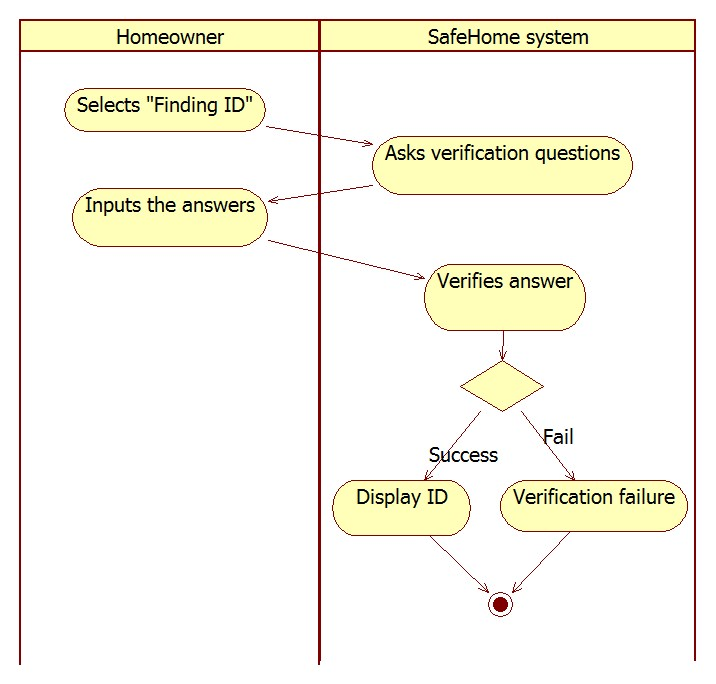 Homeowner
SafeHome system
Selects "Finding ID"
Asks verification questions
Inputs the answers
Verifies answer
Fail
Success
Display ID
Verification failure